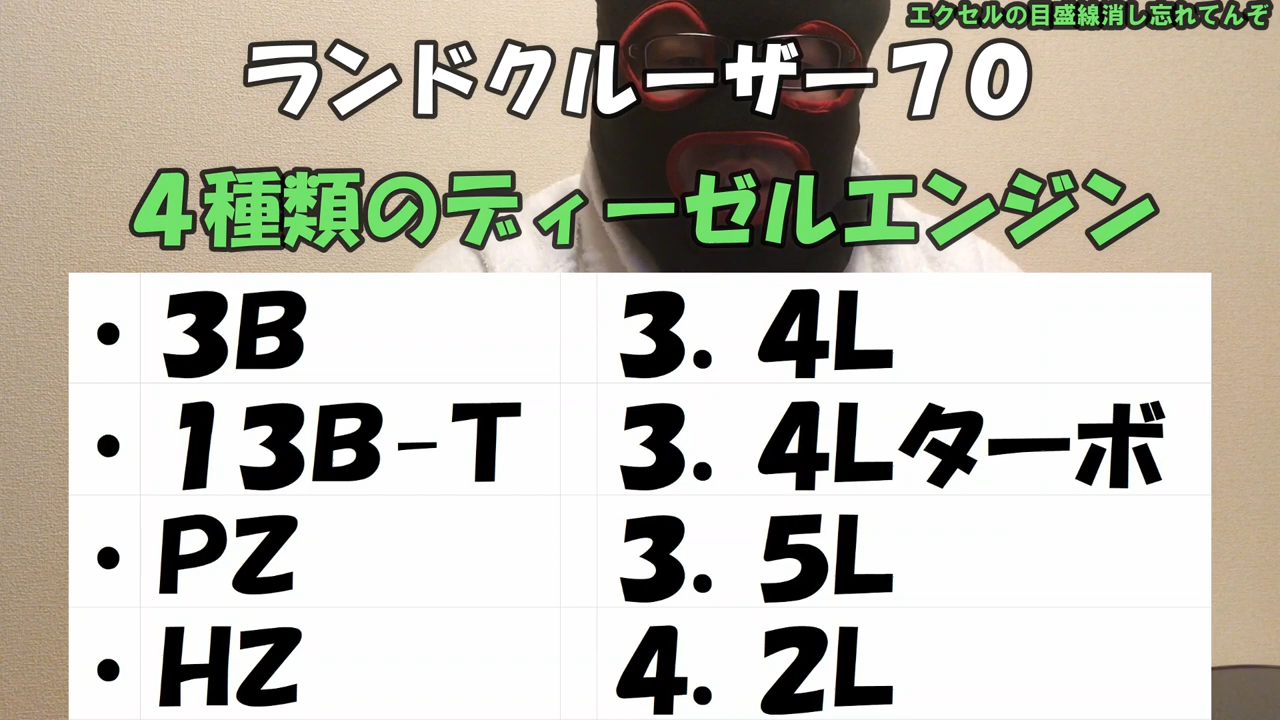 エクセルの目盛線消し忘れてんぞ
ランドクルーザー７０
４種類のディーゼルエンジン
・ ３B ３．４L
・ １３B-T ３．４Lターボ
・ PZ ３．５L
・ HZ ４．２L